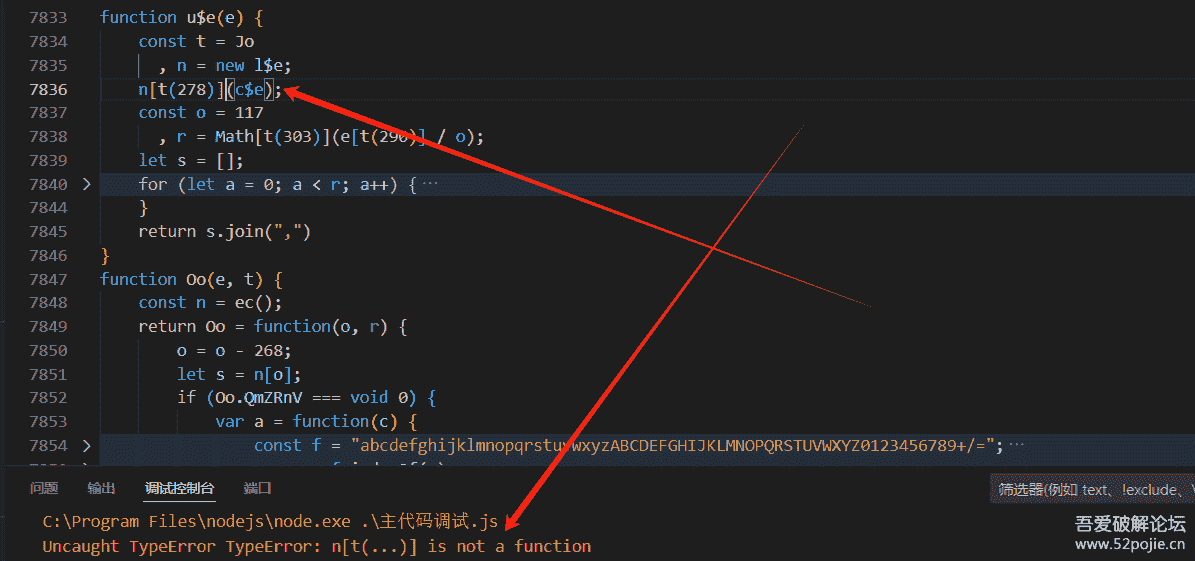 7833 function u$e(e) {
7834 const t = Jo
7835 , n = new l$e;
7836 n[t(278)](c$e);
7837 const o = 117
7838 , r = Math[t(303)](e[t(290)] / o);
7839 let s = [];
7840 for (let a = 0; a < r; a++) { ···
7844 }
7845 return s.join(",")
7846 }
7847 function Oo(e, t) {
7848 const n = ec();
7849 return Oo = function(o, r) {
7850 o = o - 268;
7851 let s = n[o];
7852 if (Oo.QmZRnV === void 0) {
7853 var a = function(c) {
7854 const f = "abcdefghijklmnopqrstuvwxyzABCDEFGHIJKLMNOPQRSTUVWXYZ0123456789+/="; ···
问题 输出 调试控制台 端口
筛选器(例如 text、!exclude、
C:\Program Files\nodejs\node.exe .\主代码调试.js
Uncaught TypeError TypeError: n[t(...)] is not a function
吾爱破解论坛
www.52pojie.cn